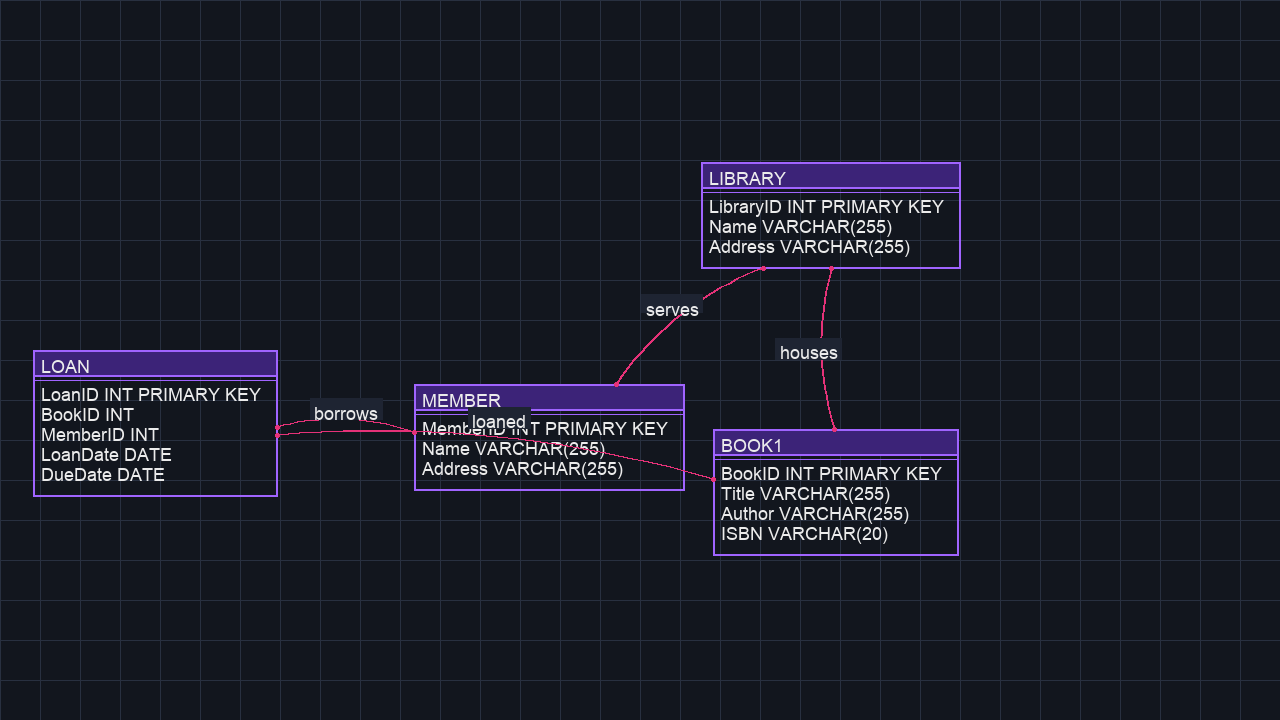 LIBRARY
LibraryID INT PRIMARY KEY
Name VARCHAR(255)
Address VARCHAR(255)
serves
houses
LOAN
LoanID INT PRIMARY KEY
BookID INT
MemberID INT
LoanDate DATE
DueDate DATE
borrows
MEMBER
loaned
MemberID INT PRIMARY KEY
Name VARCHAR(255)
Address VARCHAR(255)
BOOK1
BookID INT PRIMARY KEY
Title VARCHAR(255)
Author VARCHAR(255)
ISBN VARCHAR(20)